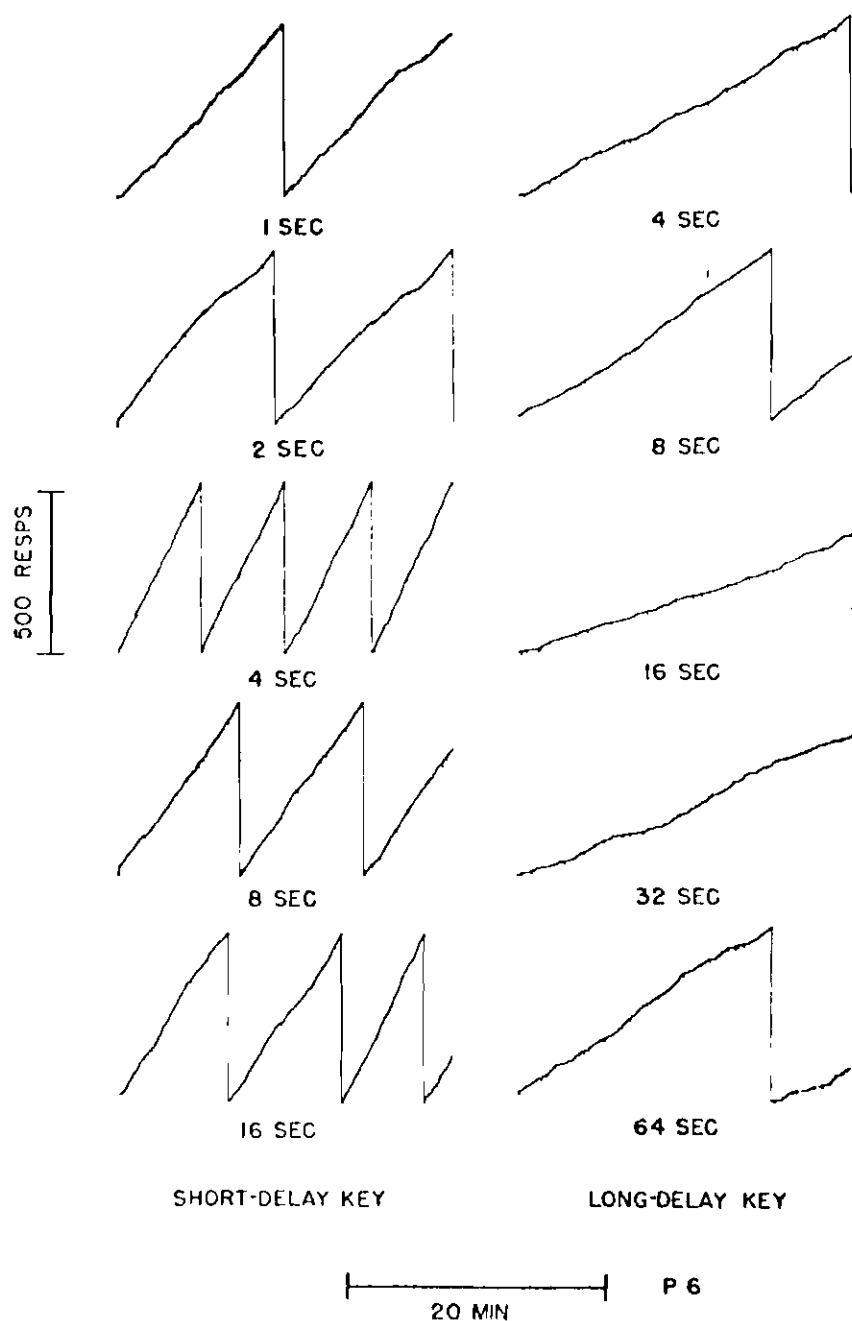 1 SEC
4 SEC
2 SEC
8 SEC
500 RESPS
4 SEC
16 SEC
8 SEC
32 SEC
16 SEC
64 SEC
SHORT-DELAY KEY
LONG-DELAY KEY
20 MIN
P 6